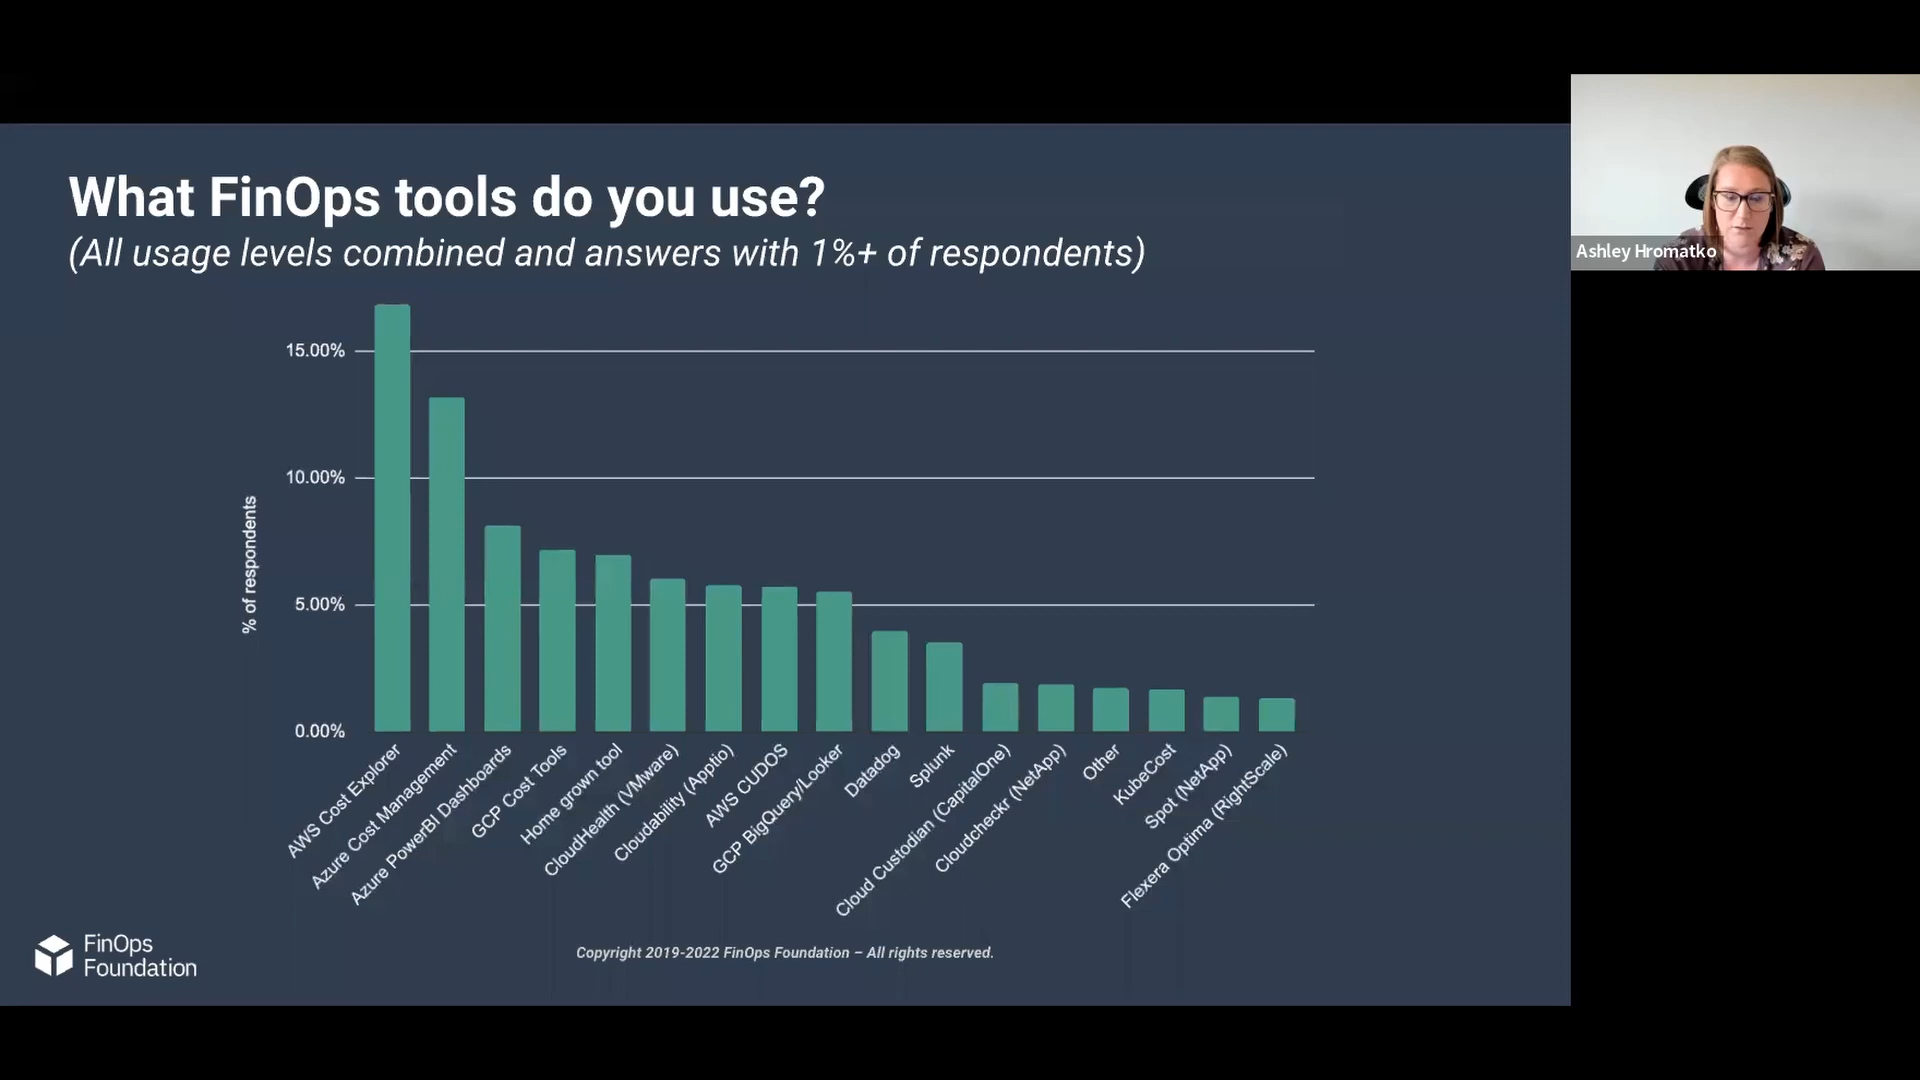 What FinOps tools do you use?
(All usage levels combined and answers with 1%+ of respondents)
Ashley Hromatko
% of respondents
15.00%
10.00%
5.00%
0.00%
AWS Cost Explorer
Azure Cost Management
Azure PowerBI Dashboards
GCP Cost Tools
Home grown tool
CloudHealth (VMware)
Cloudability (Apptio)
AWS CUDOS
GCP BigQuery/Looker
Datadog
Splunk
Cloud Custodian (CapitalOne)
Cloudcheckr (NetApp)
Other
KubeCost
Spot (NetApp)
Flexera Optima (RightScale)
FinOps
Foundation
Copyright 2019-2022 FinOps Foundation – All rights reserved.